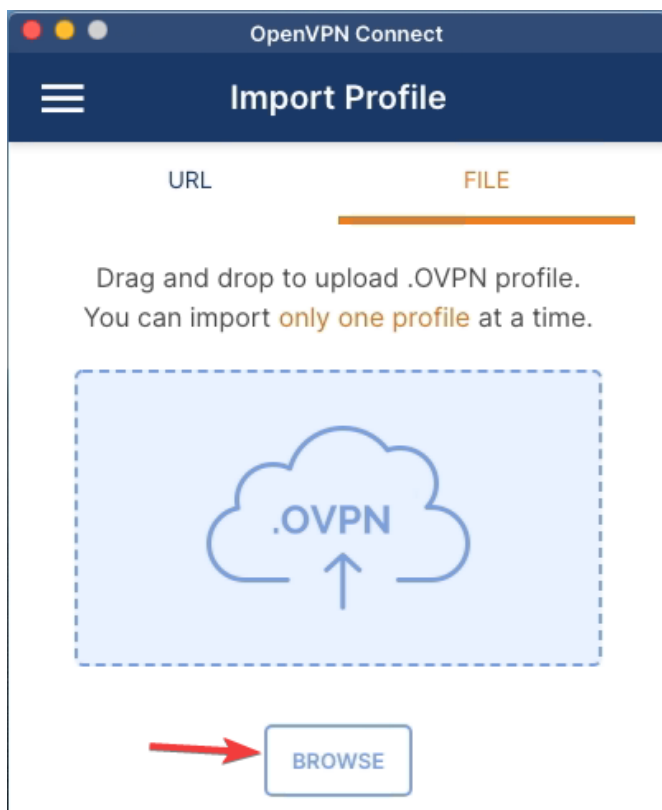 OpenVPN Connect
Import Profile
URL
FILE
Drag and drop to upload .OVPN profile.
You can import only one profile at a time.
.OVPN
BROWSE